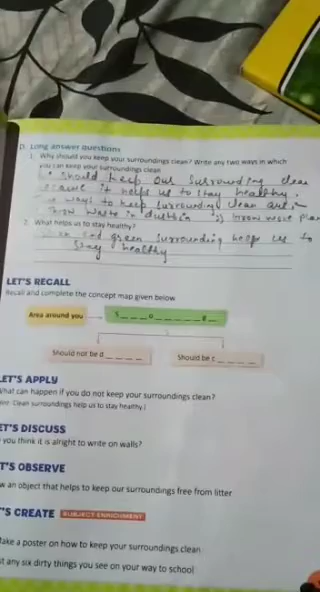 D. Long answer questions
1. Why should you keep your surroundings clean? Write any two ways in which
you can keep your surroundings clean
should keep our surrounding clean
it helps us to stay healthy.
ways to keep surrounding clean are:-
Throw waste in dustbin ii)
2. What helps us to stay healthy?
and green surrounding helps us to
stay healthy
LET'S RECALL
Recall and complete the concept map given below
Area around you
S _ _ _ o _ _ _ _ _ g _
Should not be d _ _ _ _
Should be c _ _ _ _
LET'S APPLY
What can happen if you do not keep your surroundings clean?
Clean surroundings help us to stay healthy.)
LET'S DISCUSS
you think it is alright to write on walls?
T'S OBSERVE
w an object that helps to keep our surroundings free from litter
'S CREATE SUBJECT ENRICHMENT
Make a poster on how to keep your surroundings clean
st any six dirty things you see on your way to school